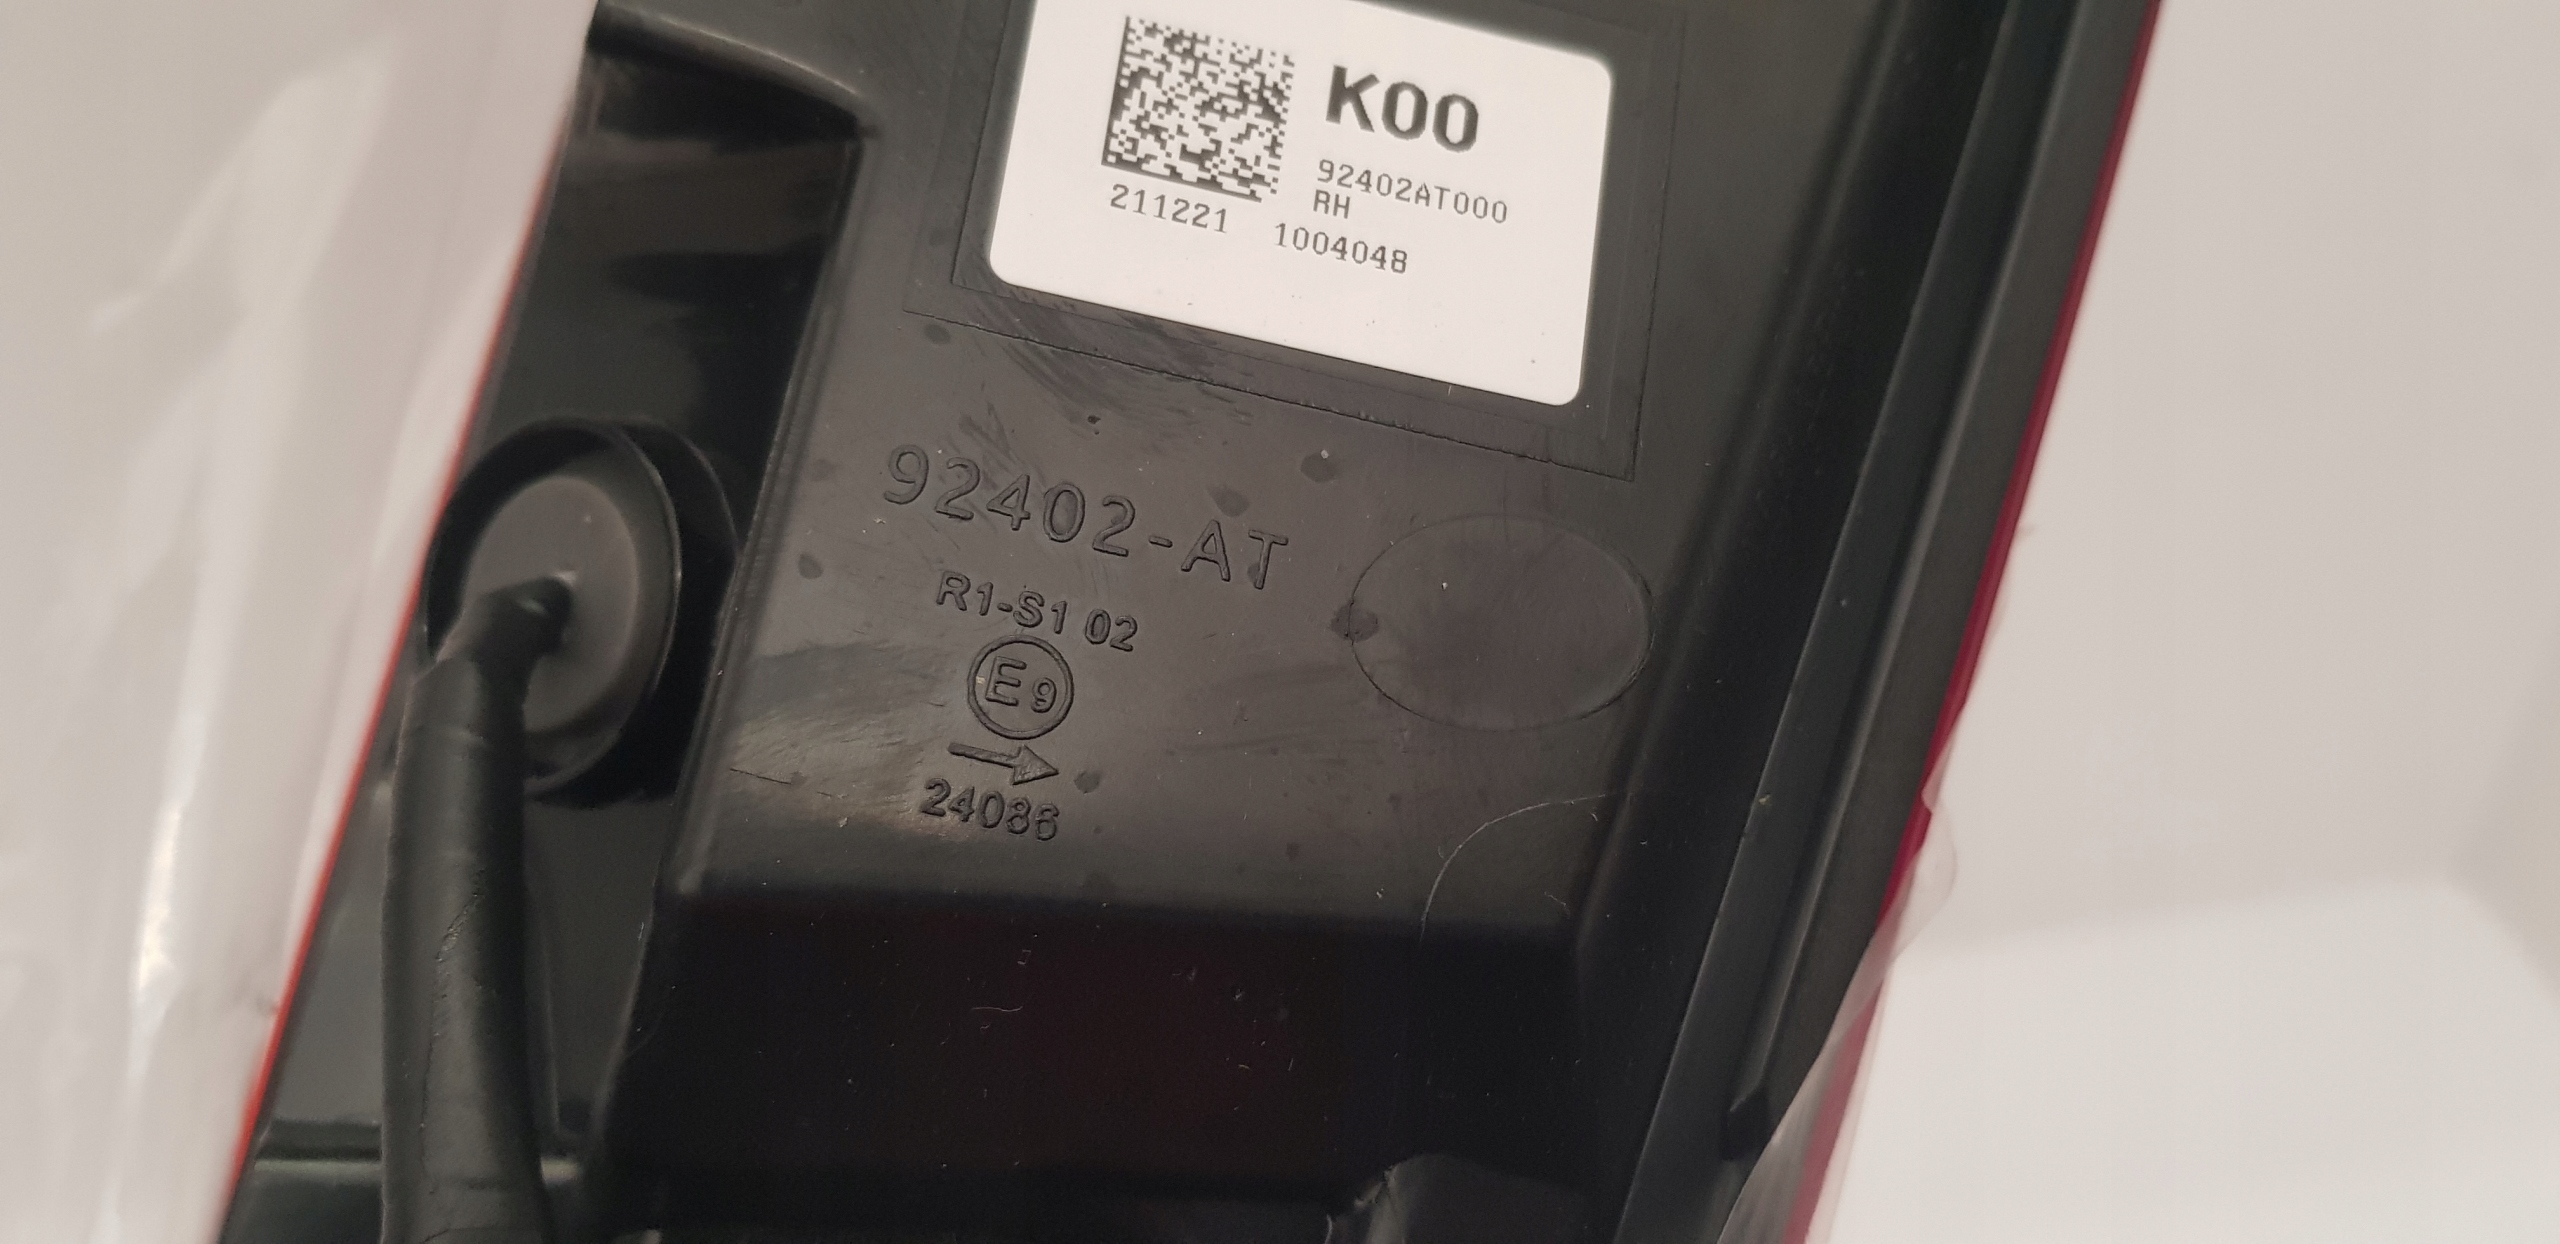 K00
92402AT000
RH
211221 1004048
92402-AT
R1-S1 02
E9
24086